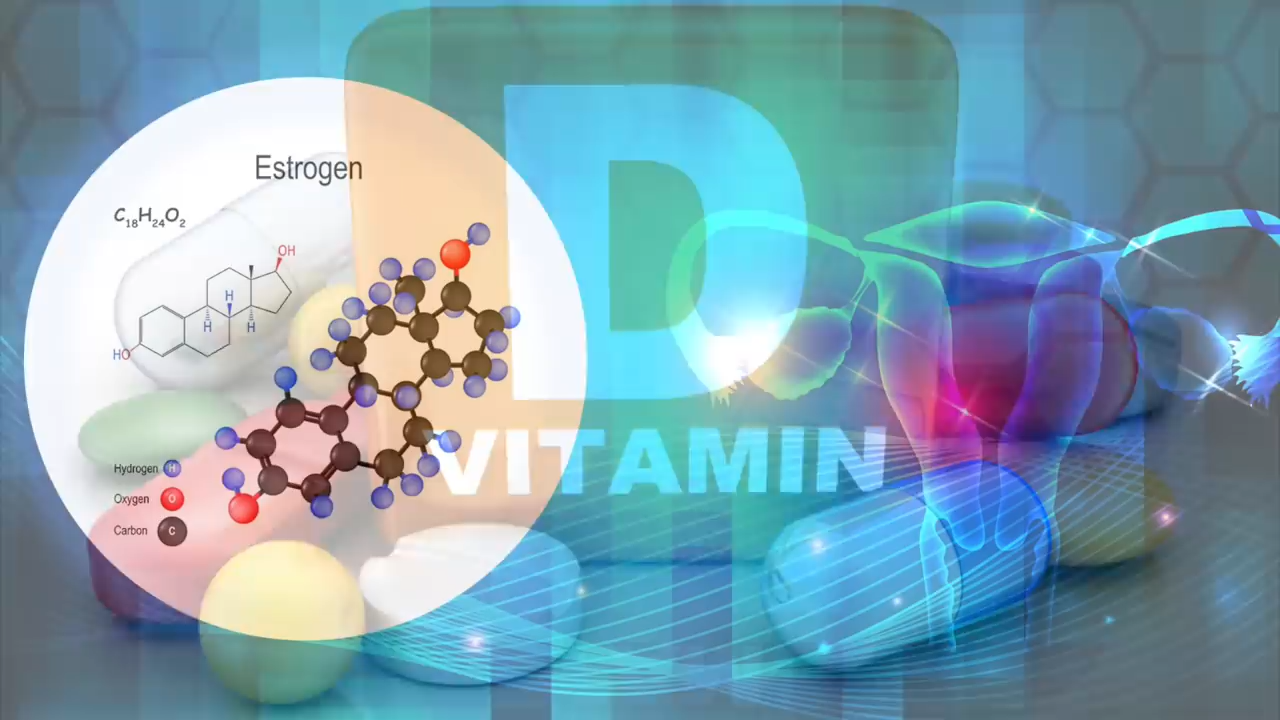 D
VITAMIN
Estrogen
C18H24O2
OH
H
H
H
HO
Hydrogen H
Oxygen O
Carbon C